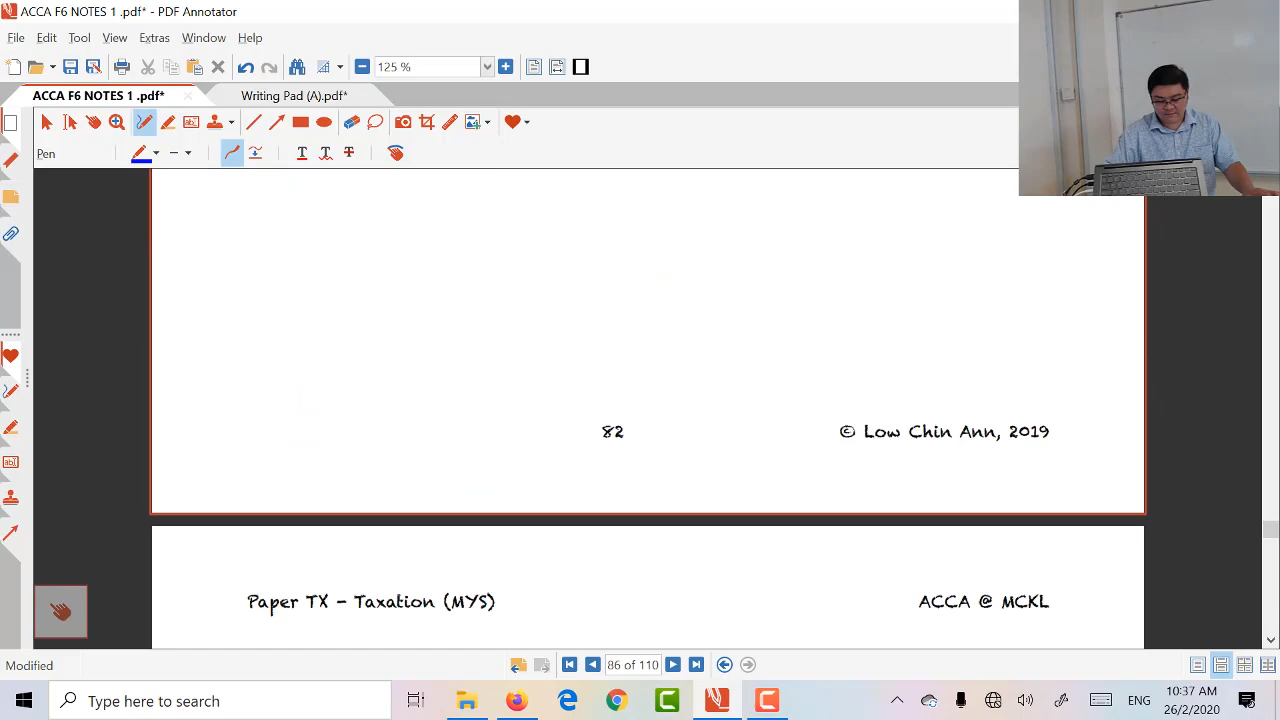 ACCA F6 NOTES 1 .pdf* - PDF Annotator
File Edit Tool View Extras Window Help
125 %
ACCA F6 NOTES 1 .pdf* Writing Pad (A).pdf*
Pen
82 © Low Chin Ann, 2019
Paper TX - Taxation (MYS) ACCA @ MCKL
Modified 86 of 110
Type here to search ENG 10:37 AM
26/2/2020